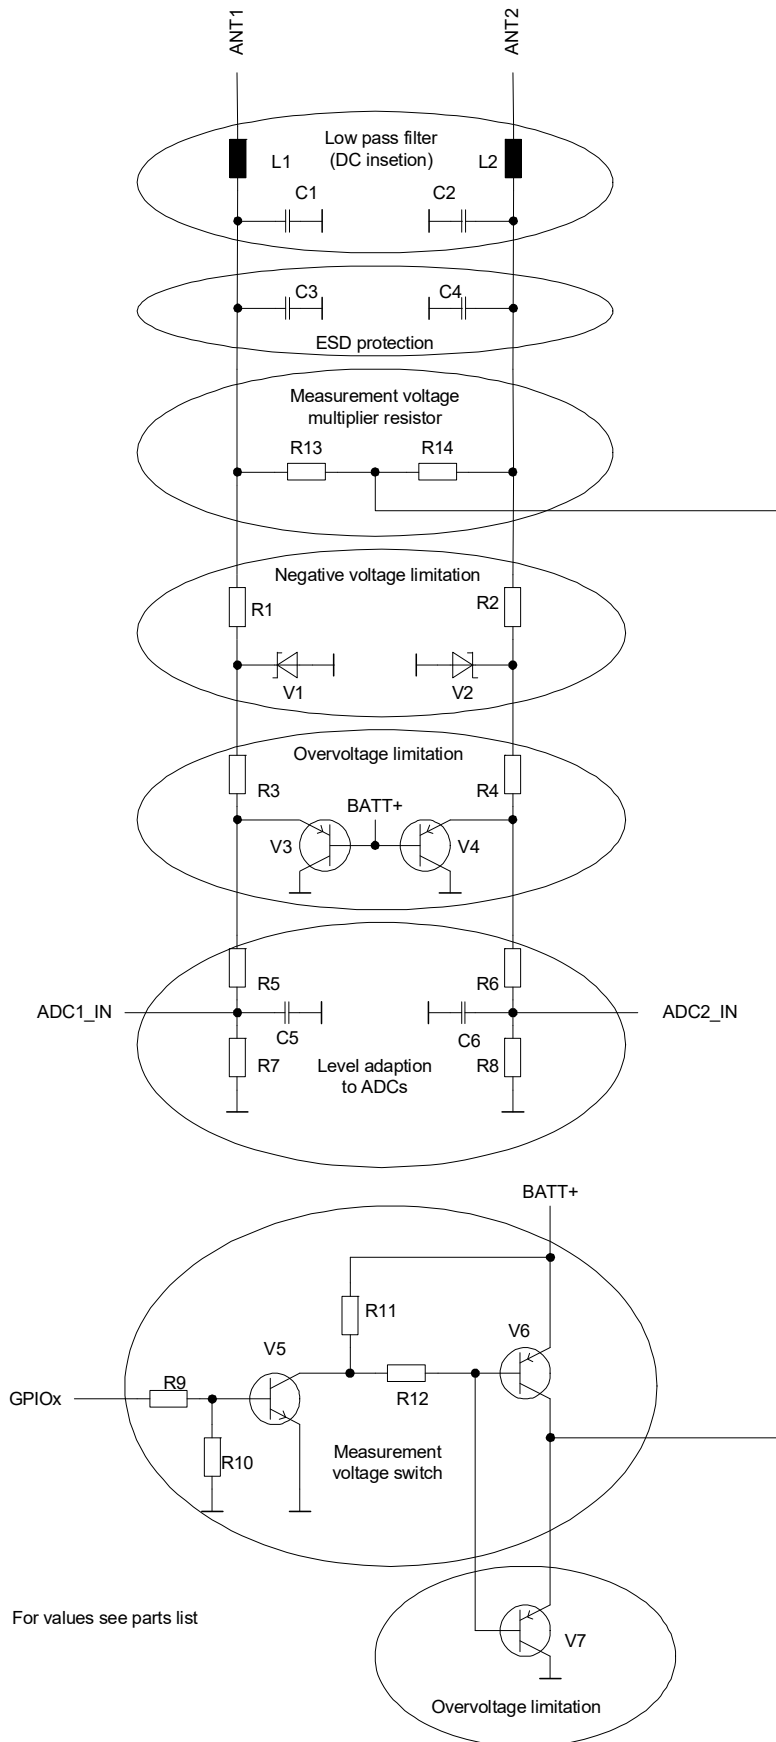 ANT1
ANT2
Low pass filter
(DC insetion)
L1
L2
C1
C2
C3
C4
ESD protection
Measurement voltage
multiplier resistor
R13
R14
Negative voltage limitation
R1
R2
V1
V2
Overvoltage limitation
R3
R4
BATT+
V3
V4
R5
R6
ADC1_IN
ADC2_IN
C5
C6
R7
R8
Level adaption
to ADCs
BATT+
R11
V6
V5
R9
GPIOx
R12
R10
Measurement
voltage switch
For values see parts list
V7
Overvoltage limitation